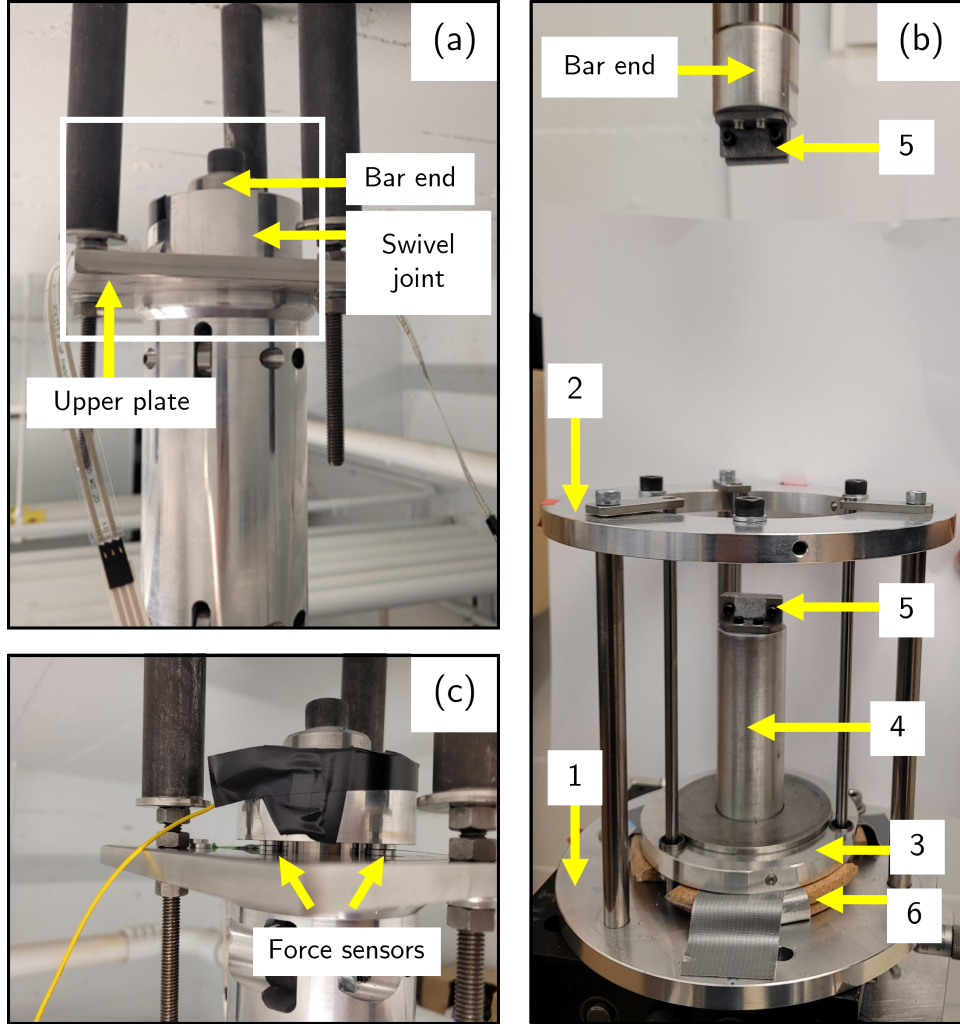 (a)
Bar end
Swivel
joint
Upper plate
(b)
Bar end
5
2
5
4
1
3
6
(c)
Force sensors